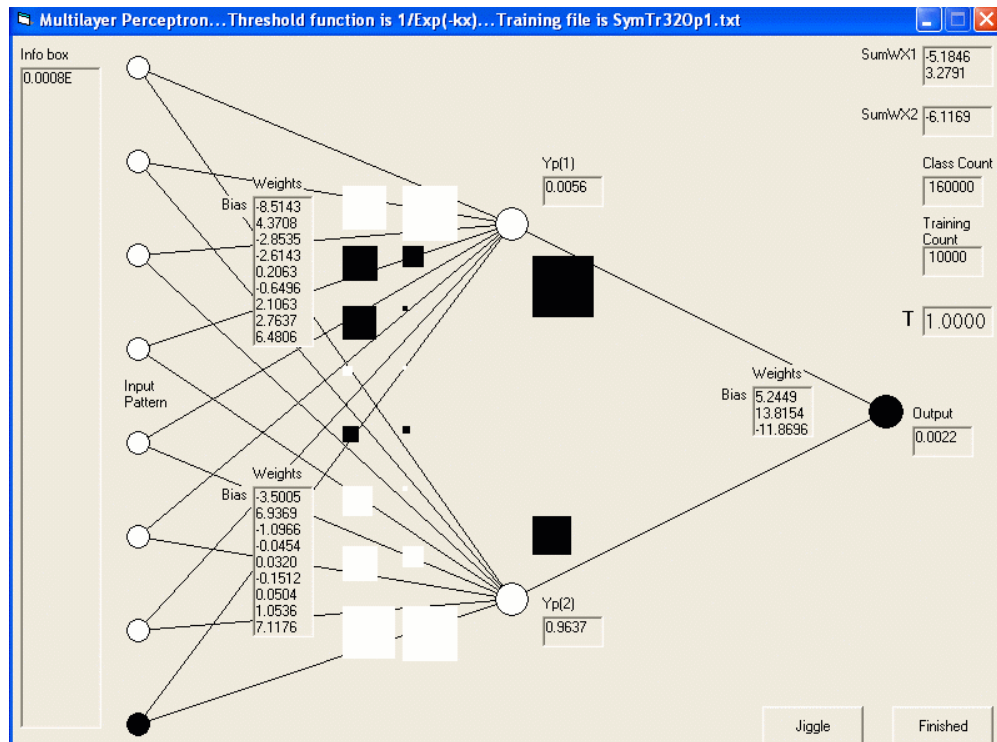 Multilayer Perceptron...Threshold function is 1/Exp(-kx)...Training file is SymTr32Op1.txt
Info box
0.0008E
SumWX1
-5.1846
3.2791
SumWX2
-6.1169
Yp(1)
0.0056
Class Count
160000
Training
Count
10000
T
1.0000
Weights
Bias
-8.5143
4.3708
-2.8535
-2.6143
0.2063
-0.6496
2.1063
2.7637
6.4806
Input
Pattern
Weights
Bias
5.2449
13.8154
-11.8696
Output
0.0022
Weights
Bias
-3.5005
6.9369
-1.0966
-0.0454
0.0320
-0.1512
0.0504
1.0536
7.1176
Yp(2)
0.9637
Jiggle
Finished